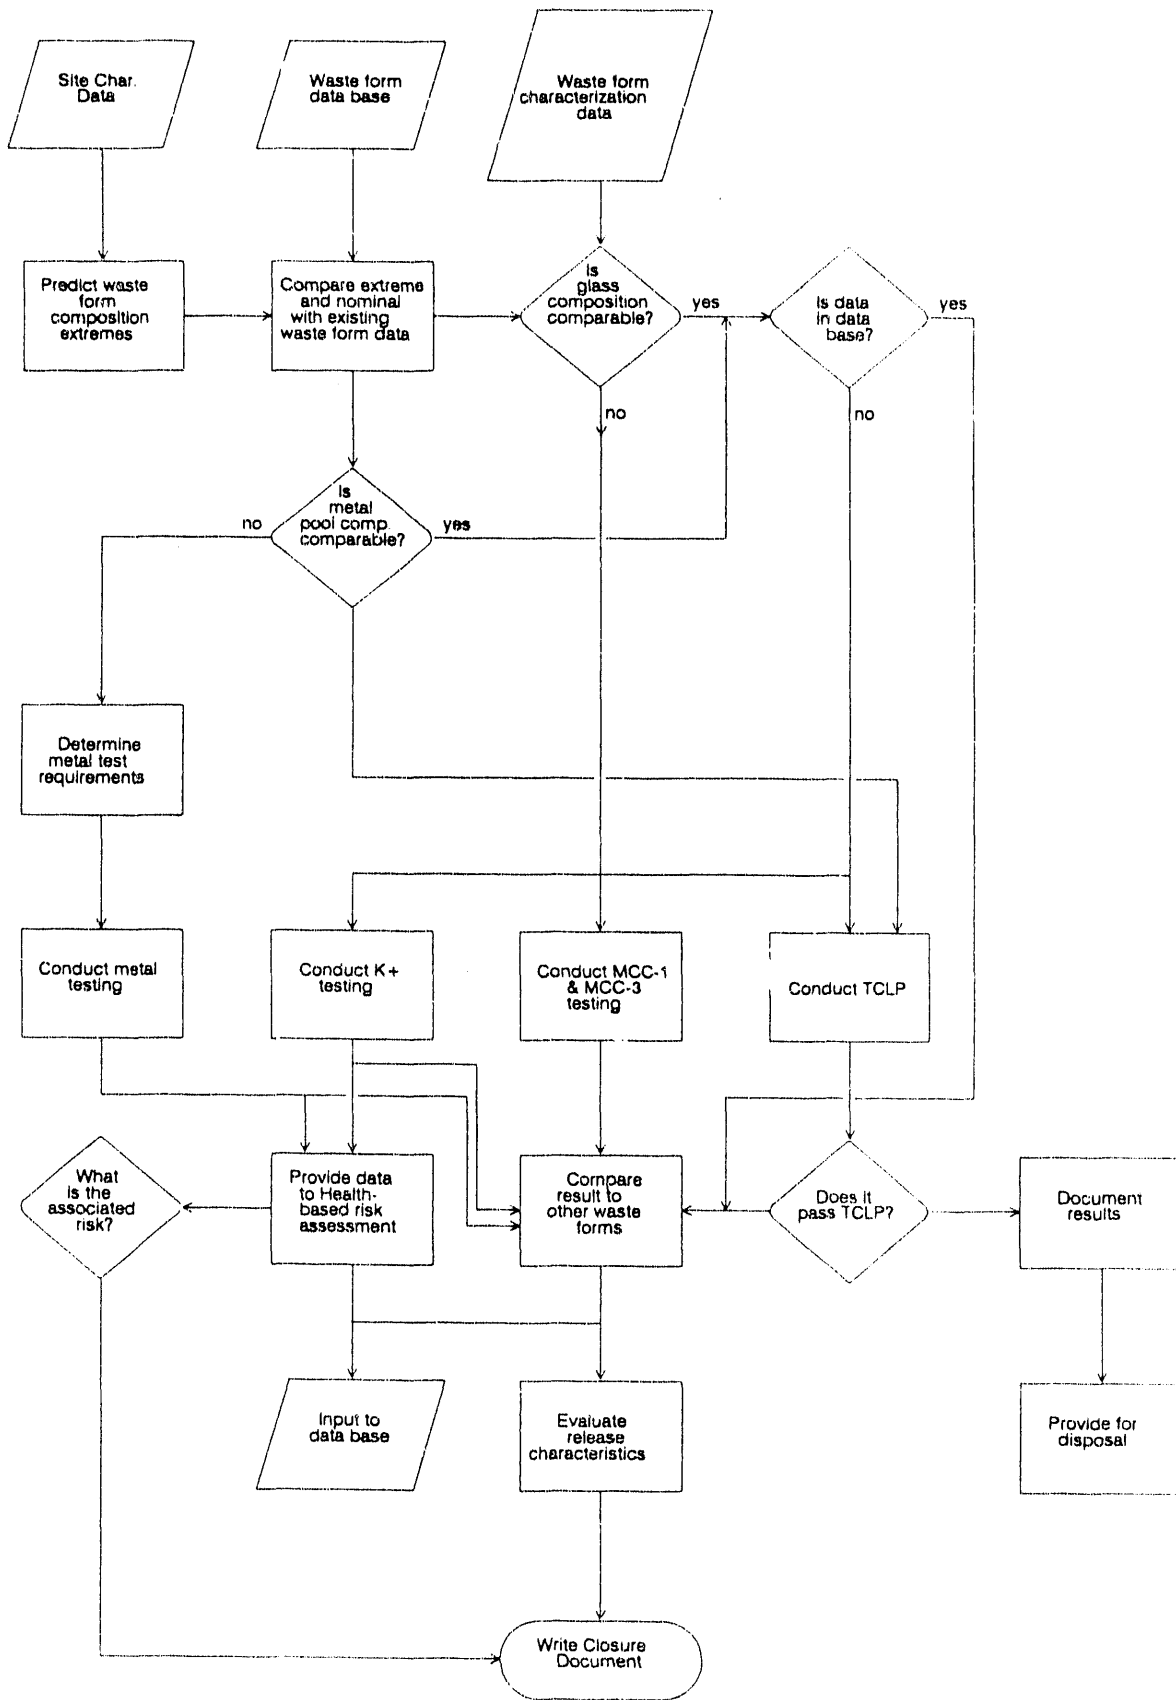 Site Char.
Data
Waste form
data base
Waste form
characterization
data
Predict waste
form
composition
extremes
Compare extreme
and nominal
with existing
waste form data
Is
glass
composition
comparable?
yes
Is data
in data
base?
yes
no
no
Is
metal
pool comp.
comparable?
no
yes
Determine
metal test
requirements
Conduct metal
testing
Conduct K+
testing
Conduct MCC-1
& MCC-3
testing
Conduct TCLP
What
is the
associated
risk?
Provide data
to Health-
based risk
assessment
Compare
result to
other waste
forms
Does it
pass TCLP?
Document
results
Input to
data base
Evaluate
release
characteristics
Provide for
disposal
Write Closure
Document